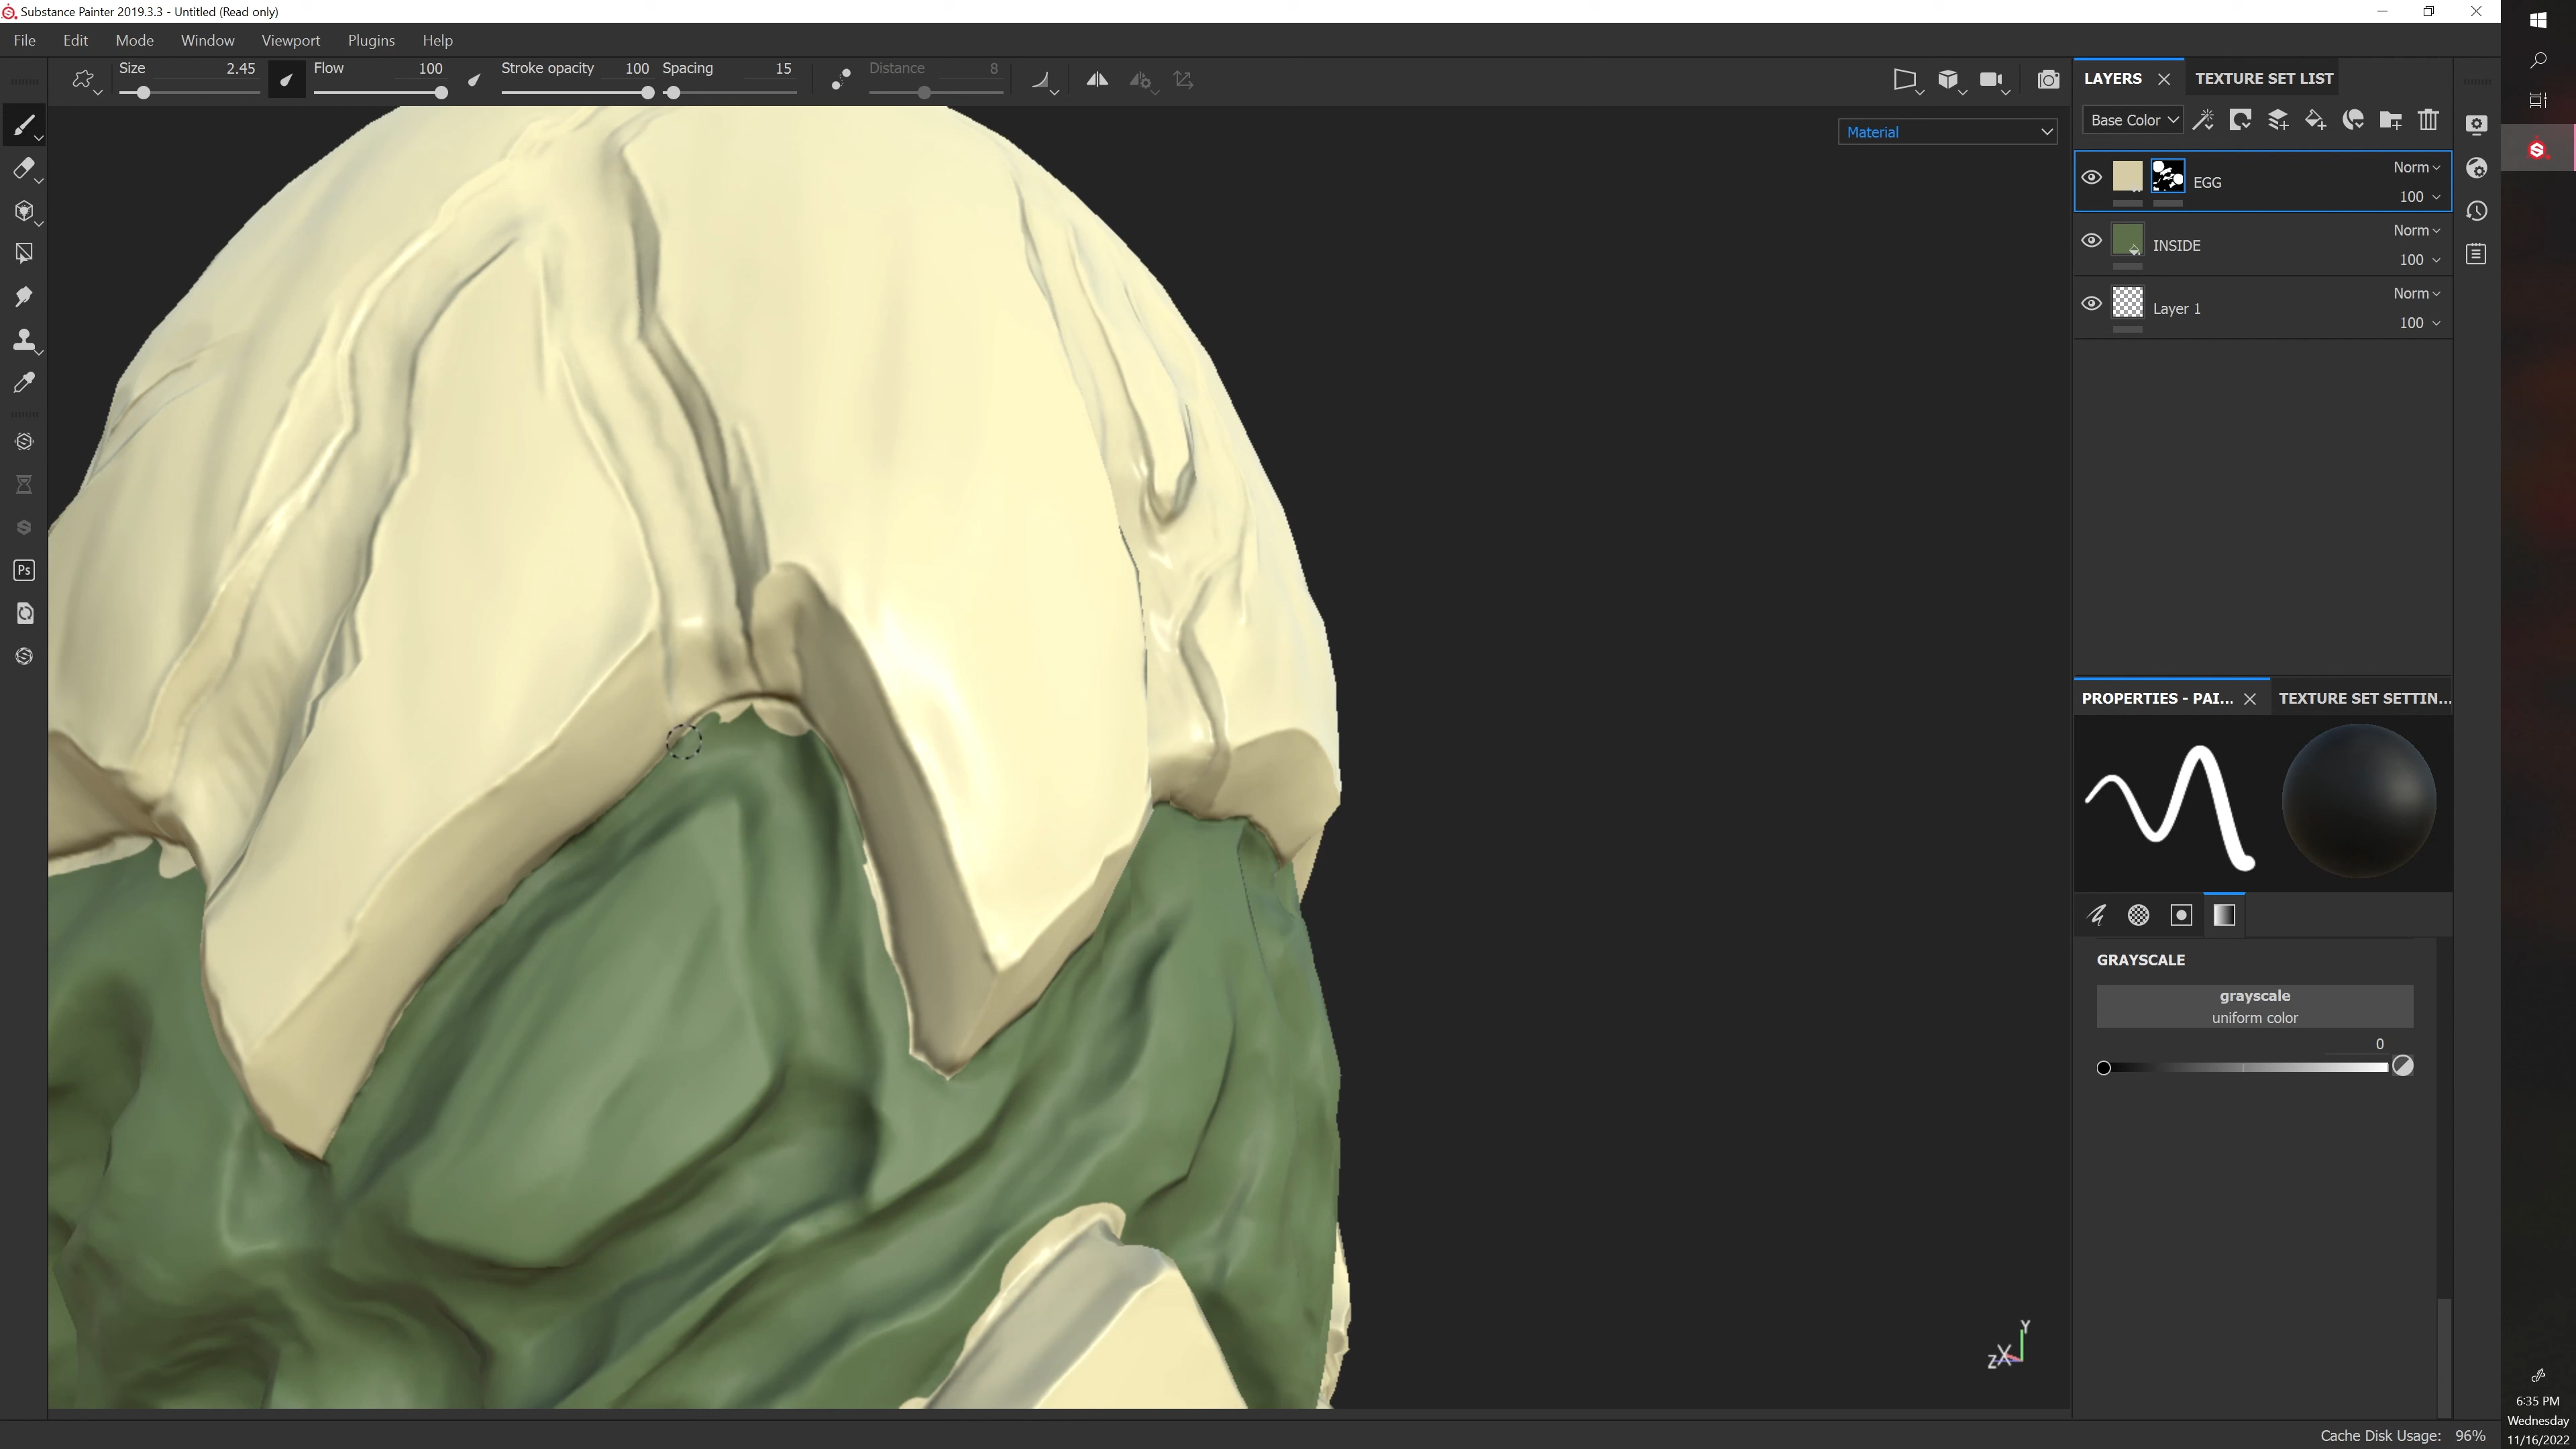 Substance Painter 2019.3.3 - Untitled (Read only)
File Edit Mode Window Viewport Plugins Help
Size 2.45 Flow 100 Stroke opacity 100 Spacing 15 Distance 8
Material
Ps
LAYERS TEXTURE SET LIST
Base Color
Norm
EGG
100
Norm
INSIDE
100
Norm
Layer 1
100
PROPERTIES - PAI... TEXTURE SET SETTIN...
GRAYSCALE
grayscale
uniform color
0
Y
Z X
Cache Disk Usage: 96%
6:35 PM
Wednesday
11/16/2022